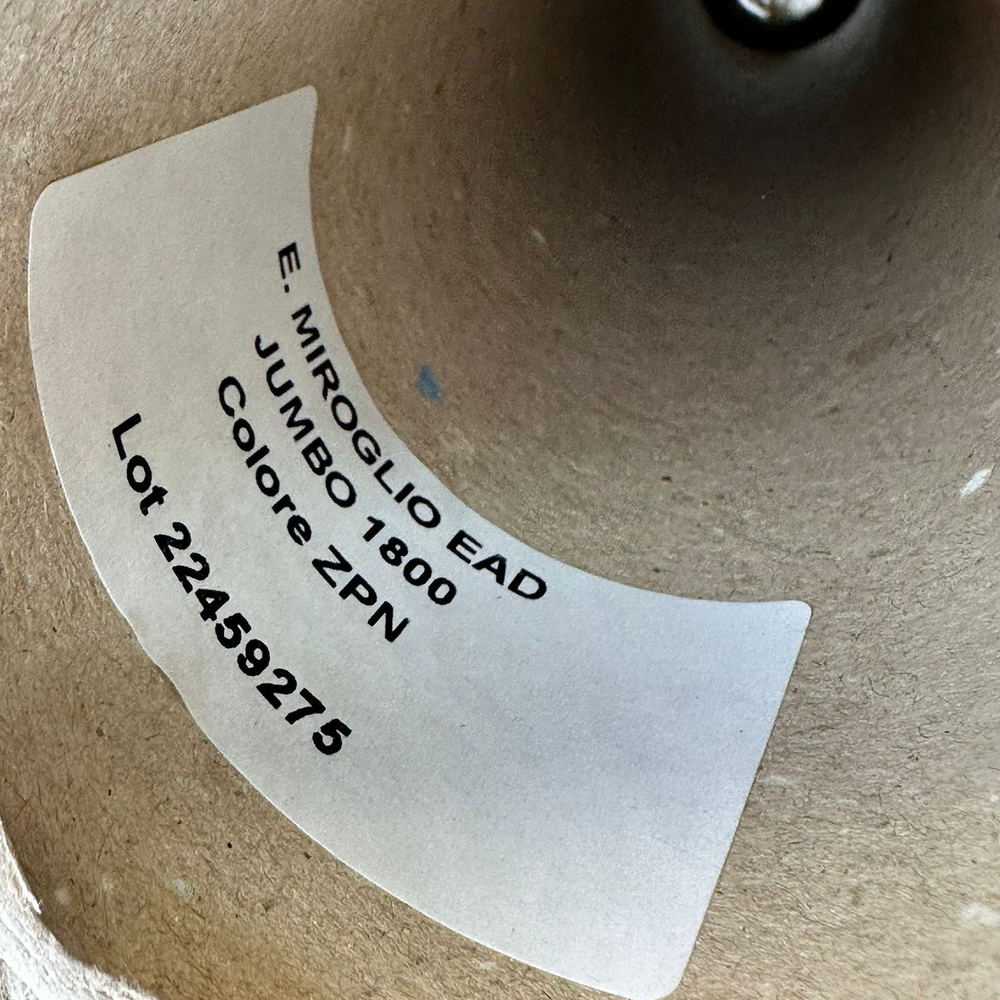 E. MIROGLIO EAD
JUMBO 1800
Colore ZPN
Lot 22459275